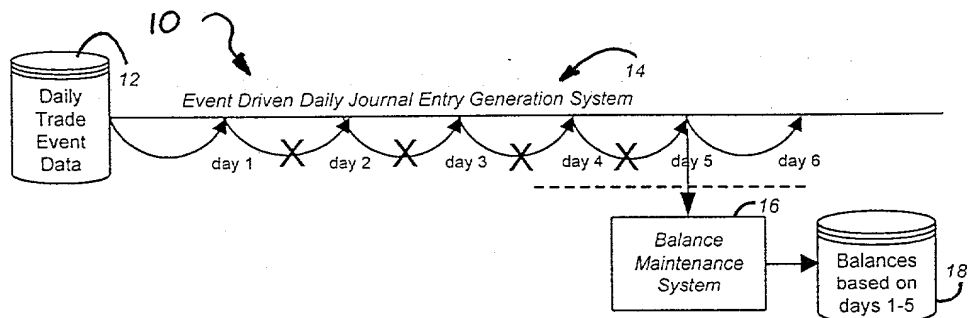 10
12
14
Daily
Trade
Event
Data
Event Driven Daily Journal Entry Generation System
day 1
X
day 2
X
day 3
X
day 4
X
day 5
day 6
16
Balance
Maintenance
System
Balances
based on
days 1-5
18